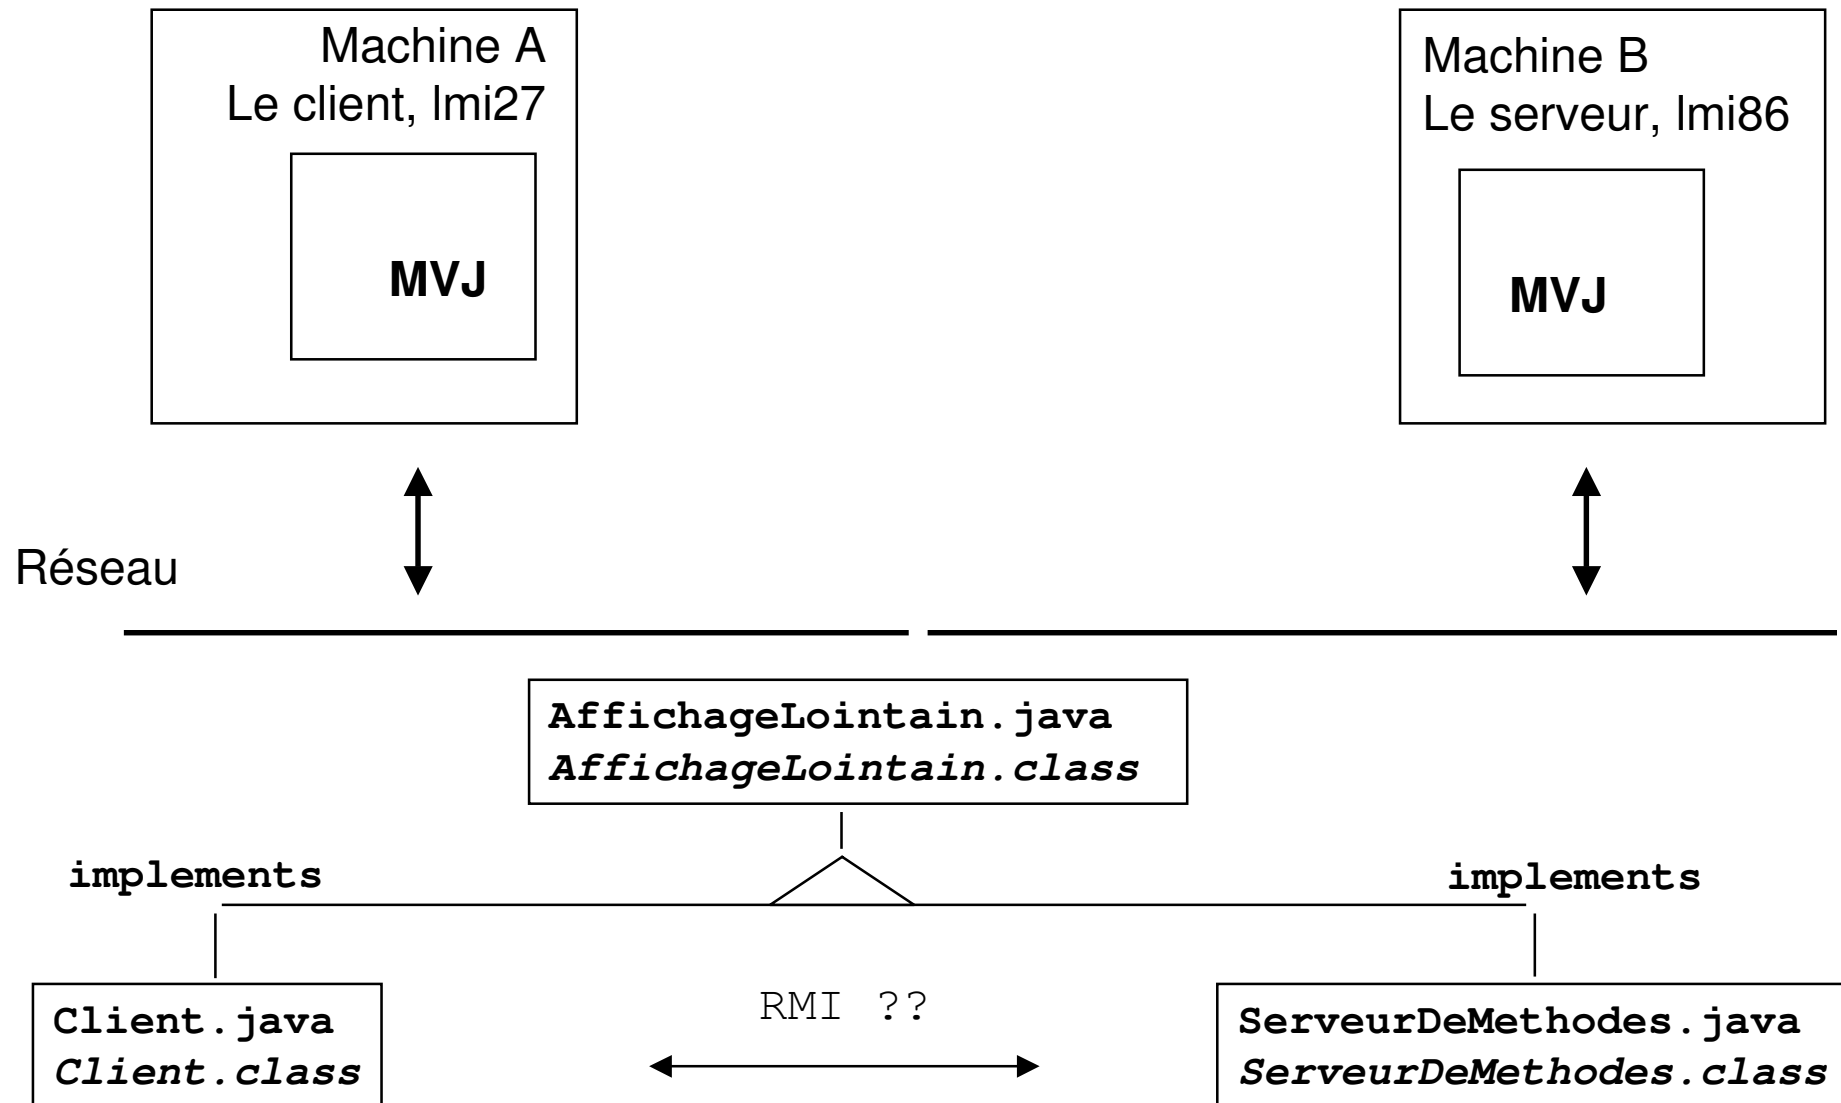 Machine A
Le client, lmi27
MVJ
Machine B
Le serveur, lmi86
MVJ
Réseau
AffichageLointain.java
AffichageLointain.class
implements
implements
Client.java
Client.class
RMI ??
ServeurDeMethodes.java
ServeurDeMethodes.class